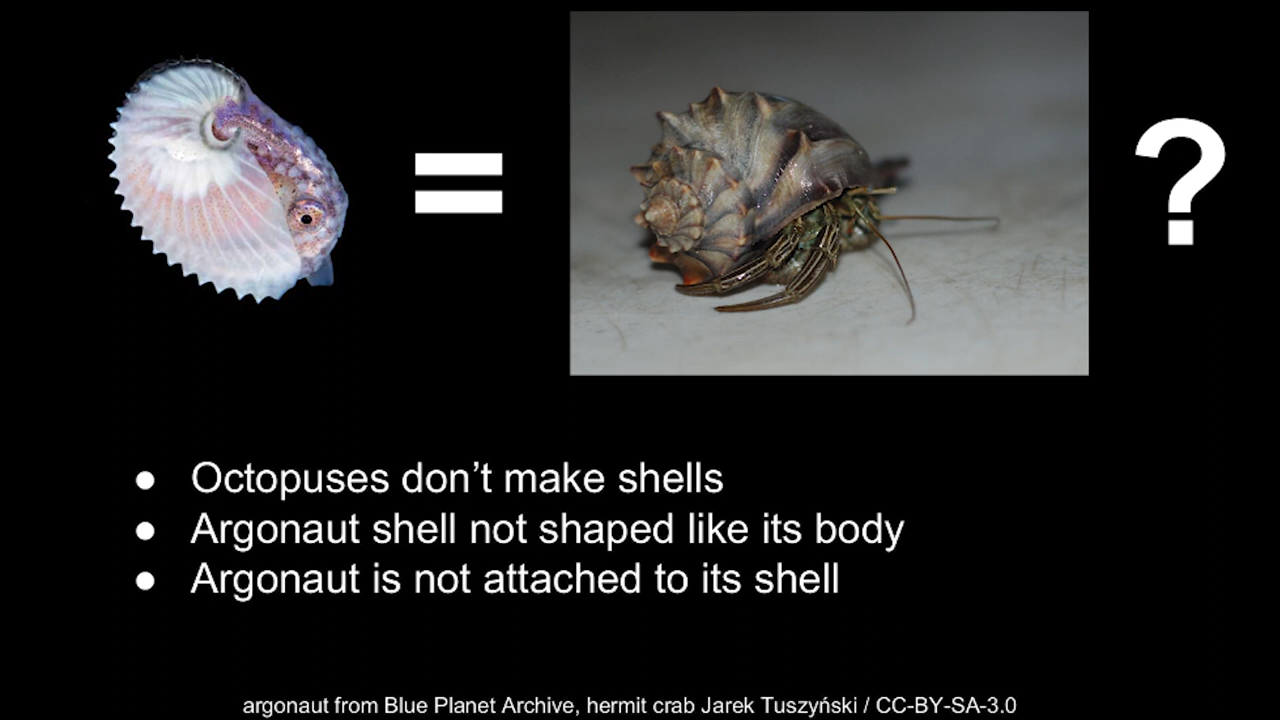 = ?
● Octopuses don’t make shells
● Argonaut shell not shaped like its body
● Argonaut is not attached to its shell
argonaut from Blue Planet Archive, hermit crab Jarek Tuszyński / CC-BY-SA-3.0